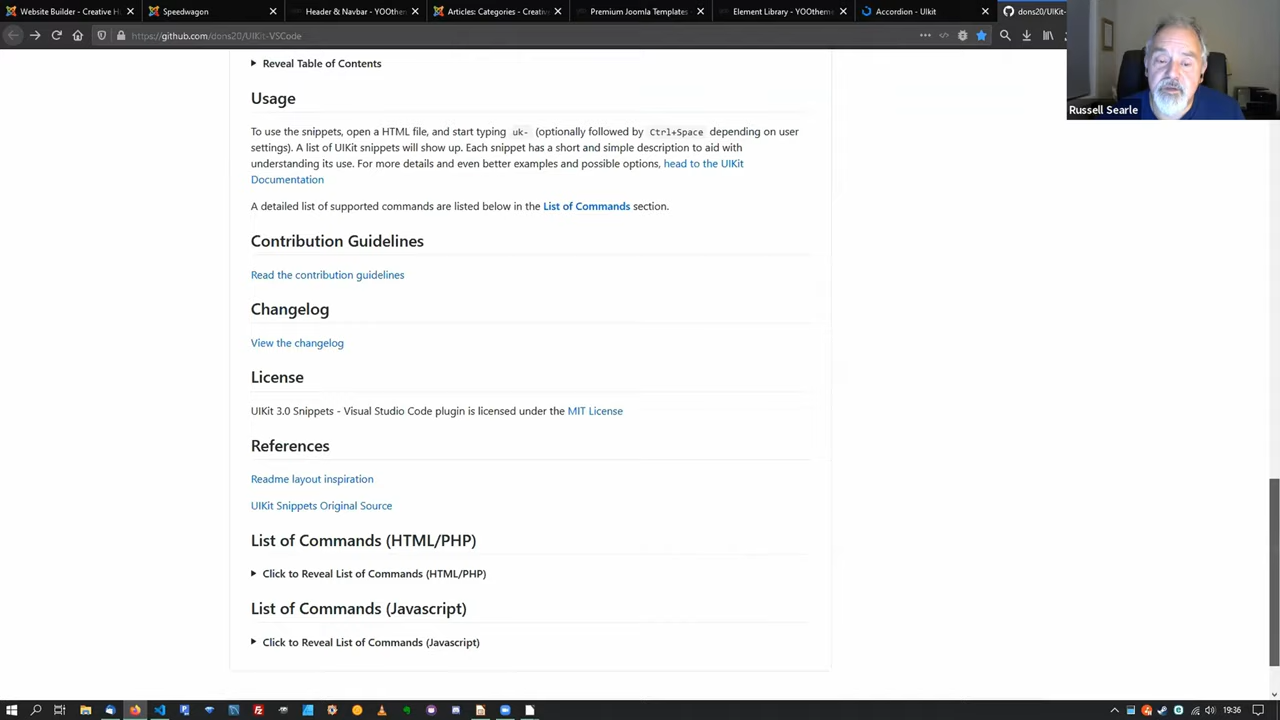 Website Builder - Creative H
Speedwagon
Header & Navbar - YOOthem
Articles: Categories - Creativ
Premium Joomla Templates
Element Library - YOOthem
Accordion - UIkit
dons20/UIKit-
https://github.com/dons20/UIKit-VSCode
Russell Searle
Reveal Table of Contents
Usage
To use the snippets, open a HTML file, and start typing uk- (optionally followed by Ctrl+Space depending on user
settings). A list of UIKit snippets will show up. Each snippet has a short and simple description to aid with
understanding its use. For more details and even better examples and possible options, head to the UIKit
Documentation
A detailed list of supported commands are listed below in the List of Commands section.
Contribution Guidelines
Read the contribution guidelines
Changelog
View the changelog
License
UIKit 3.0 Snippets - Visual Studio Code plugin is licensed under the MIT License
References
Readme layout inspiration
UIKit Snippets Original Source
List of Commands (HTML/PHP)
Click to Reveal List of Commands (HTML/PHP)
List of Commands (Javascript)
Click to Reveal List of Commands (Javascript)
19:36